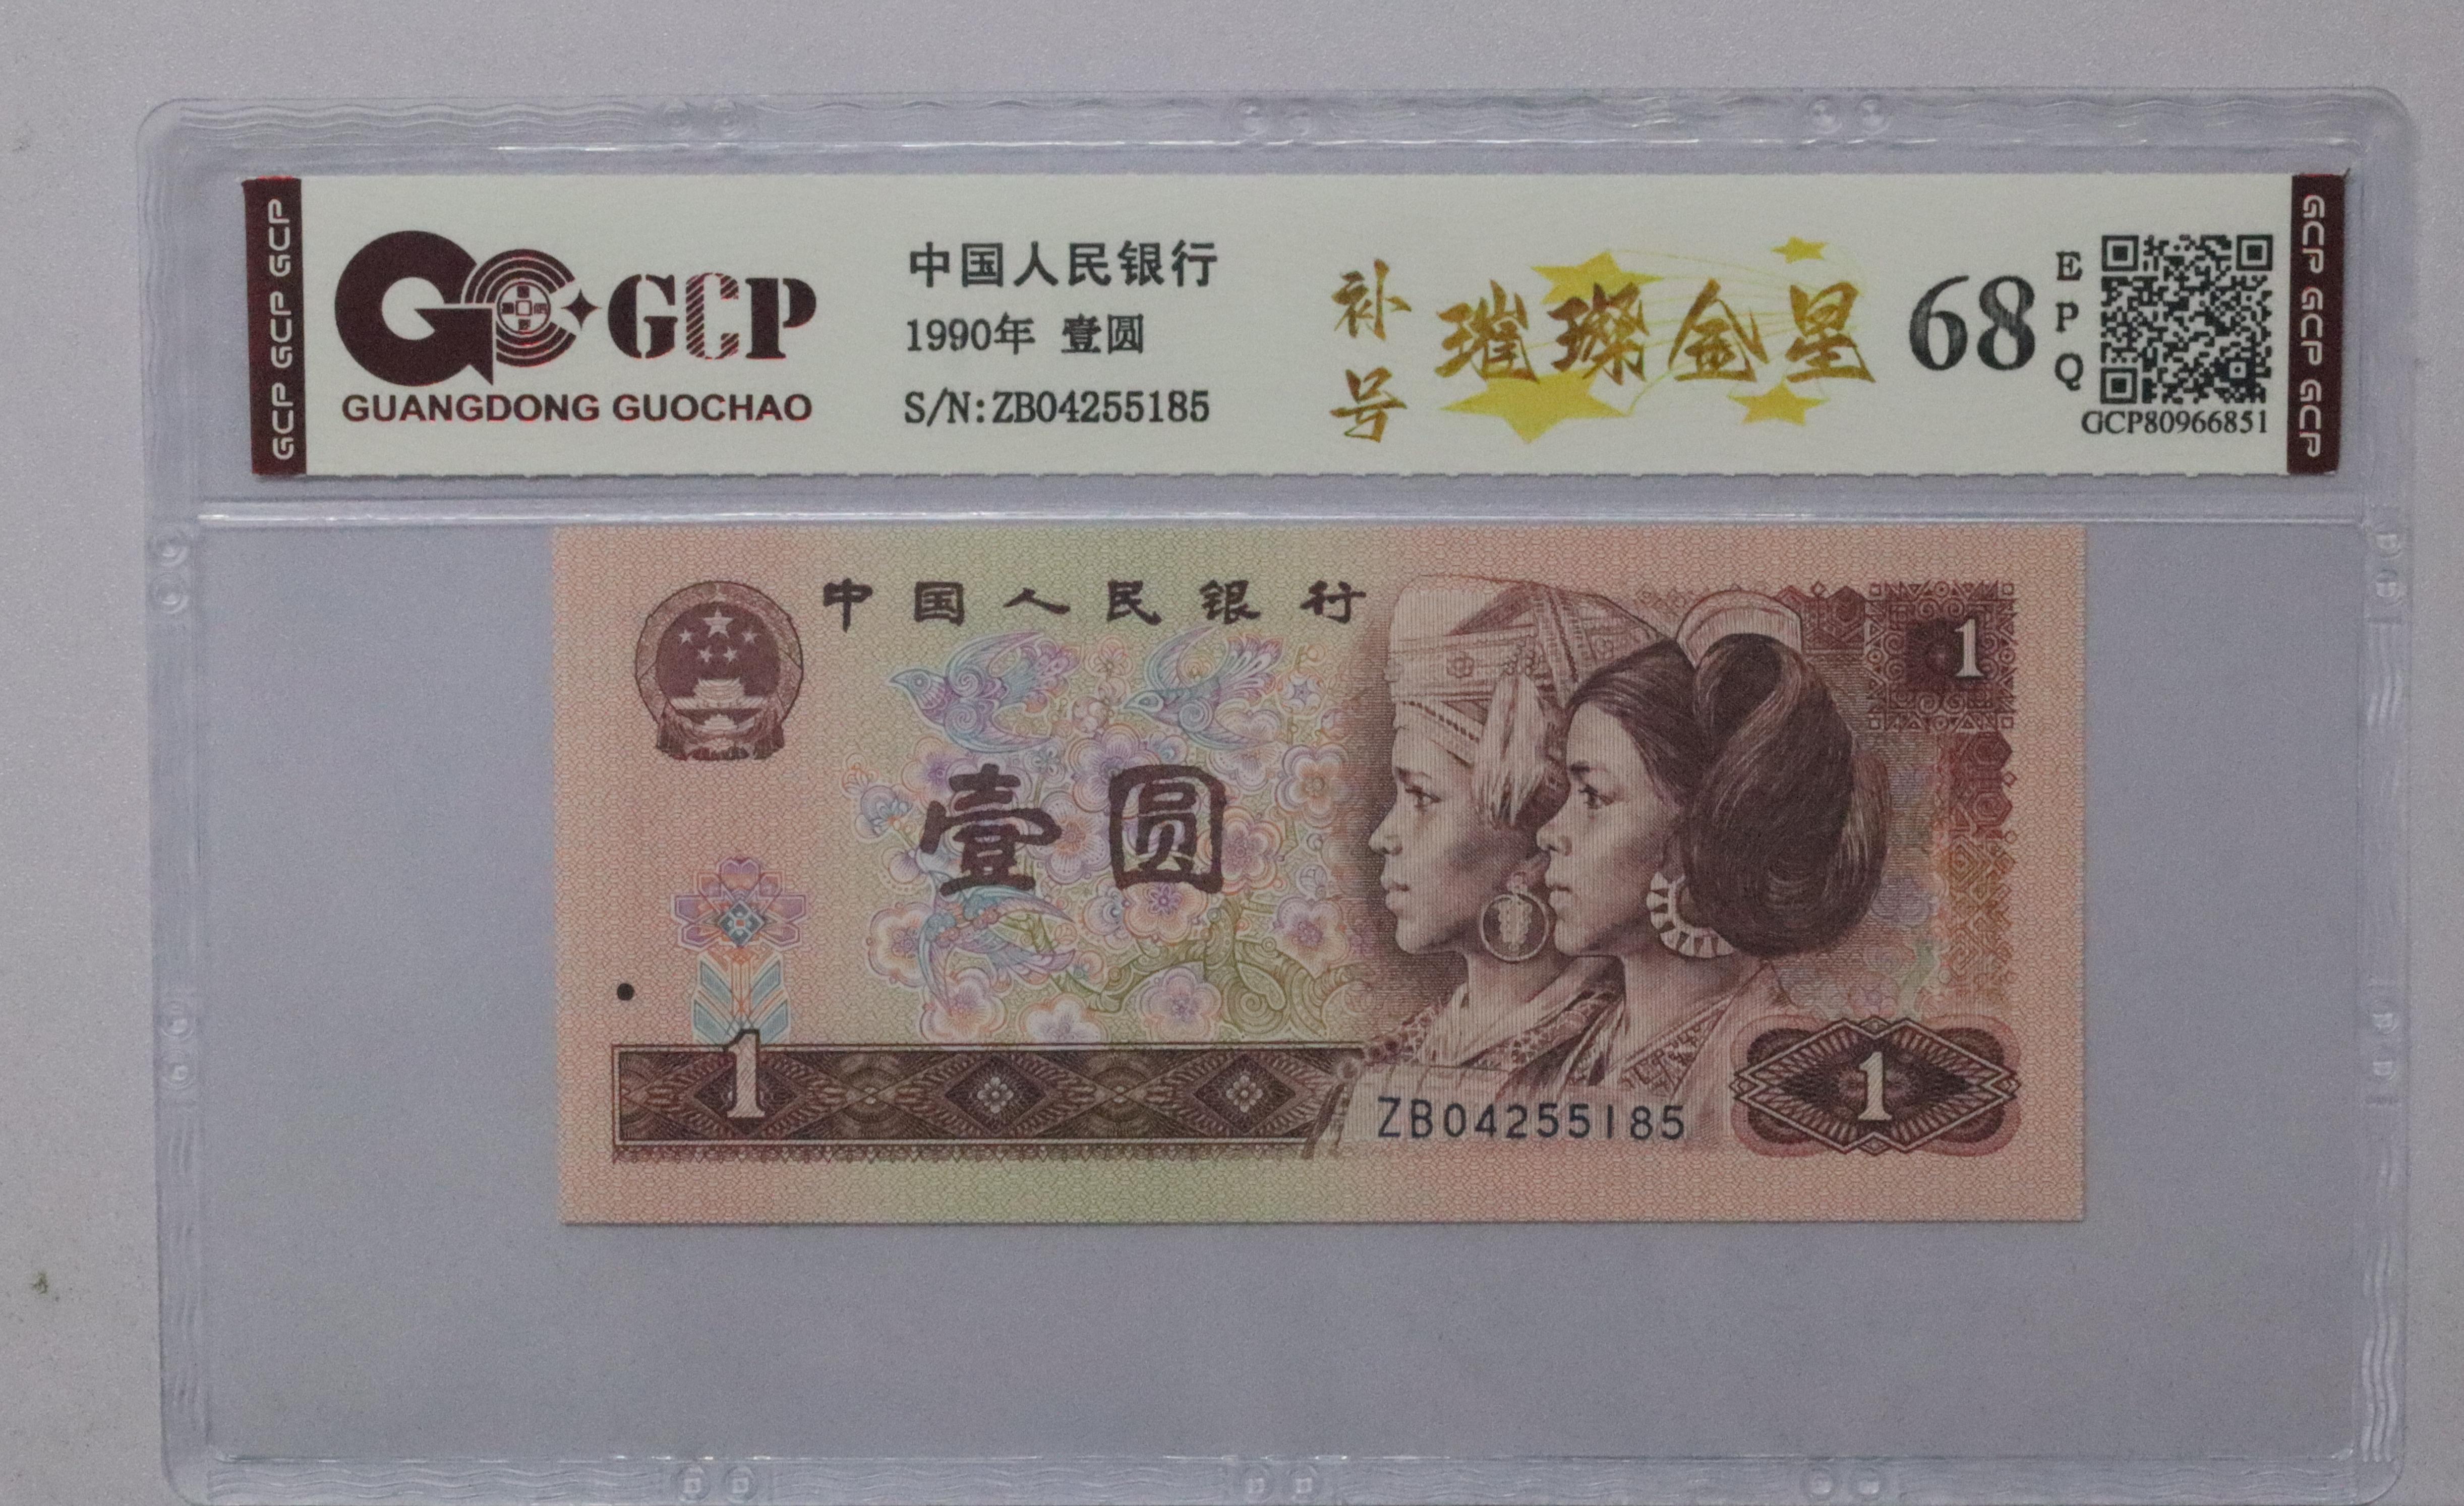 GCP GCP GCP
GCP
GUANGDONG GUOCHAO
中国人民银行
1990年 壹圆
S/N:ZB04255185
补号
璀璨金星
68
EPQ
GCP80966851
GCP GCP GCP
中国人民银行
壹圆
1
1
ZB04255185
1